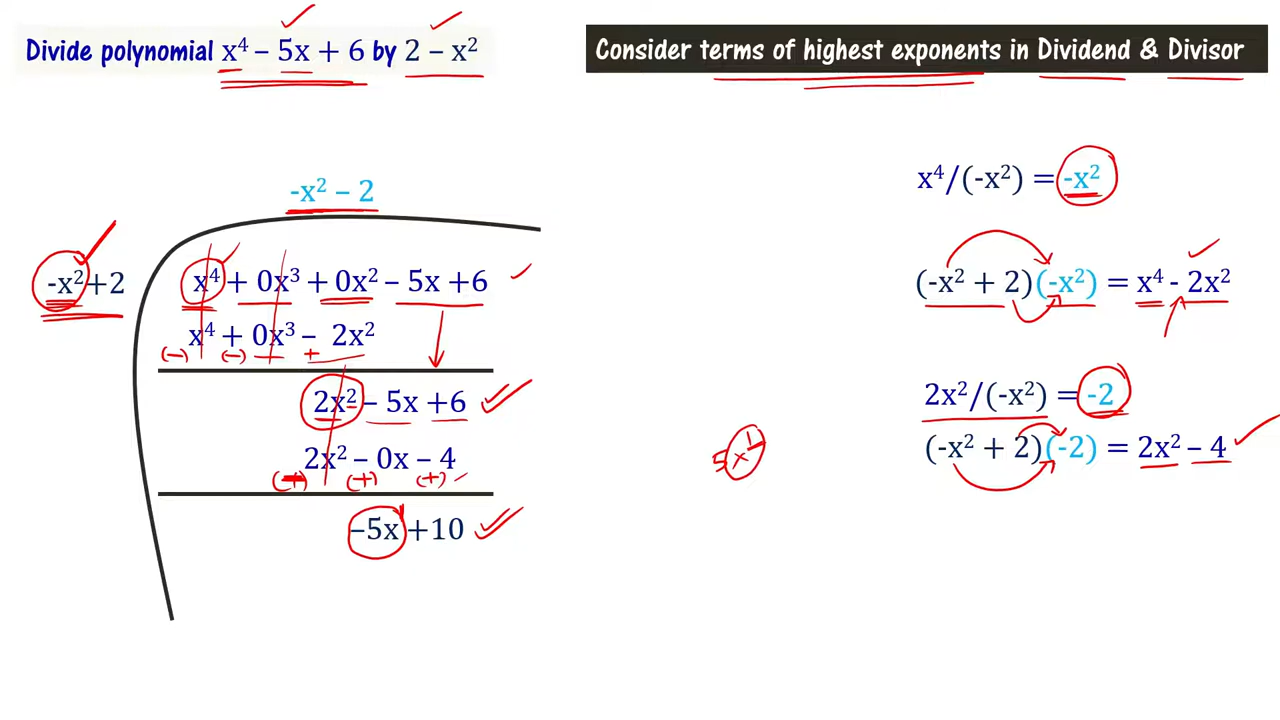 Divide polynomial x⁴ – 5x + 6 by 2 – x²
Consider terms of highest exponents in Dividend & Divisor
-x² – 2
-x²+2
x⁴ + 0x³ + 0x² – 5x +6
x⁴ + 0x³ – 2x²
(–) (–) +
2x² – 5x +6
2x² – 0x – 4
(+) (+)
–5x +10
x⁴/(-x²) = -x²
(-x² + 2)(-x²) = x⁴ - 2x²
2x²/(-x²) = -2
(-x² + 2)(-2) = 2x² – 4
5x¹